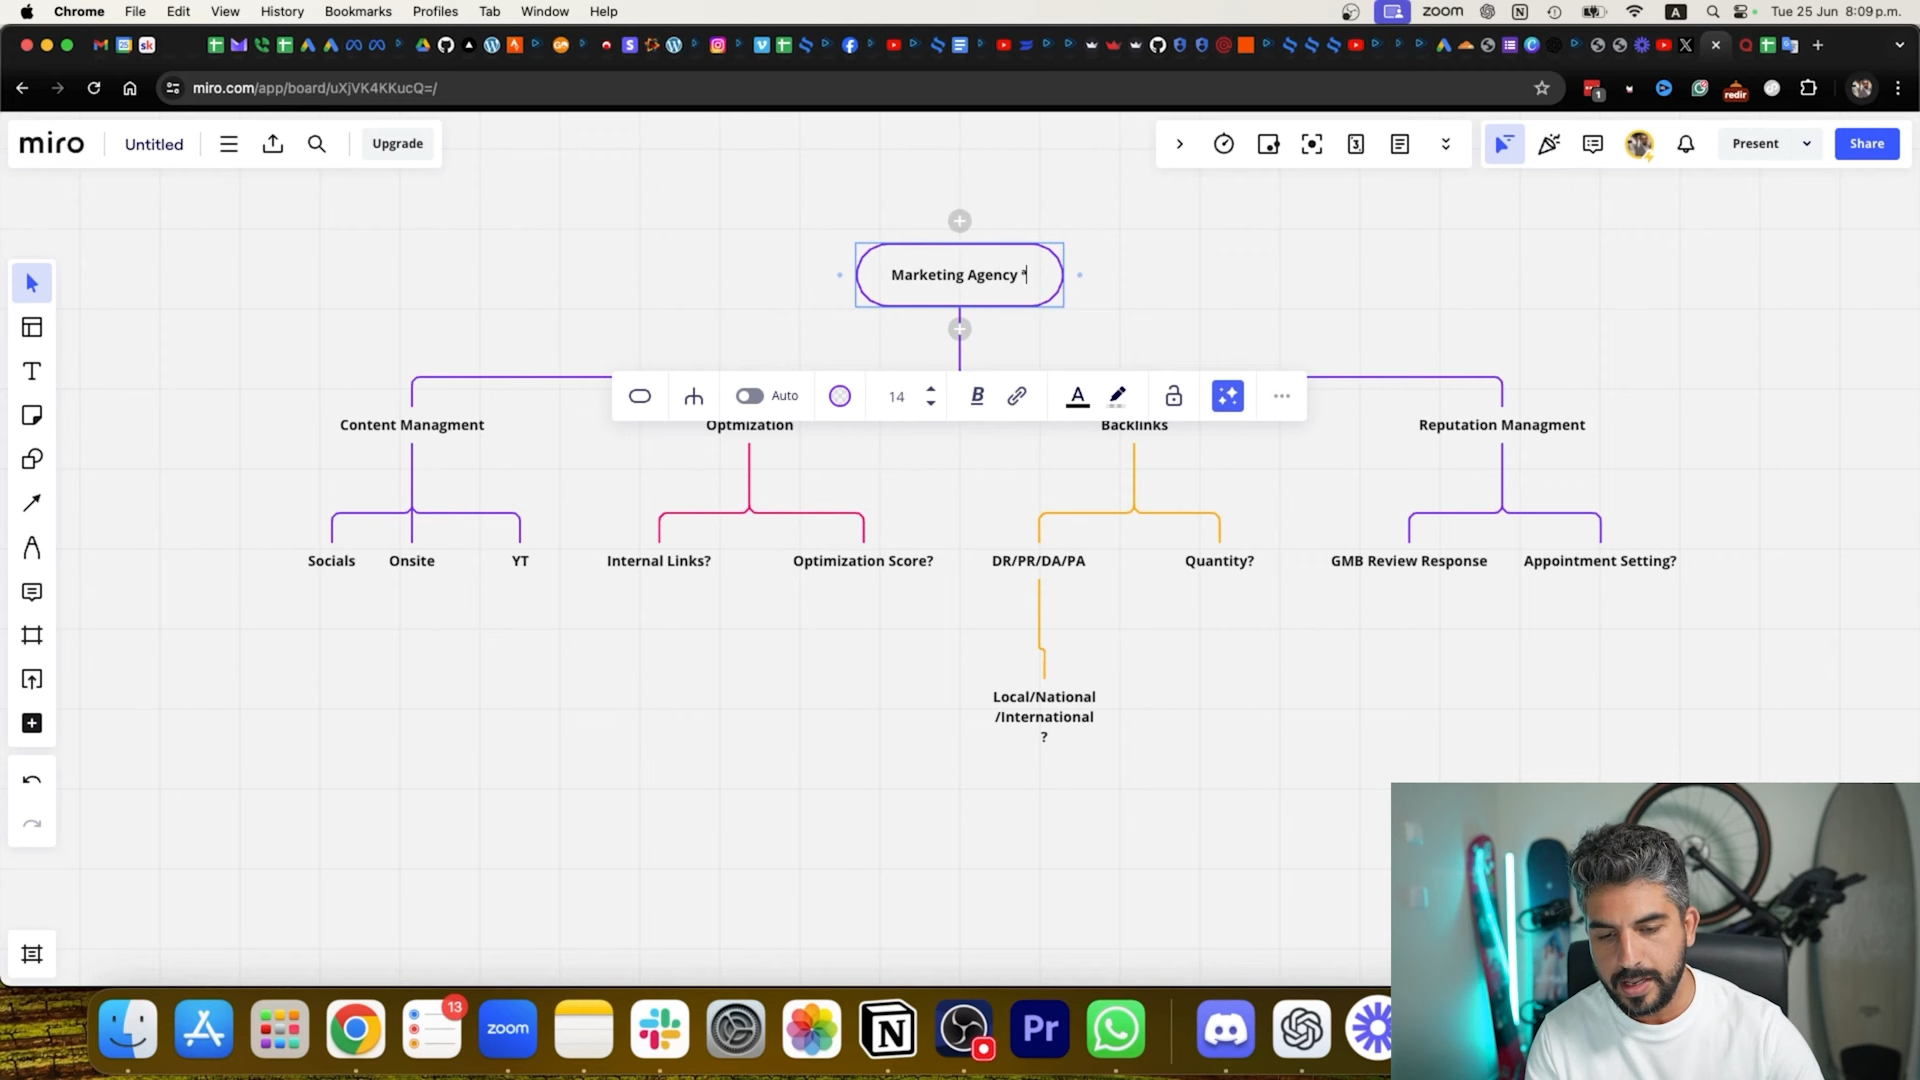 Chrome File Edit View History Bookmarks Profiles Tab Window Help
zoom A Tue 25 Jun 8:09 p.m.
miro.com/app/board/uXjVK4KKucQ=/
redir
1
miro Untitled Upgrade
3 Present Share
Marketing Agency
Auto 14 B A
Content Managment Optmization Backlinks Reputation Managment
Socials Onsite YT Internal Links? Optimization Score? DR/PR/DA/PA Quantity? GMB Review Response Appointment Setting?
Local/National
/International
?
13
zoom
Pr